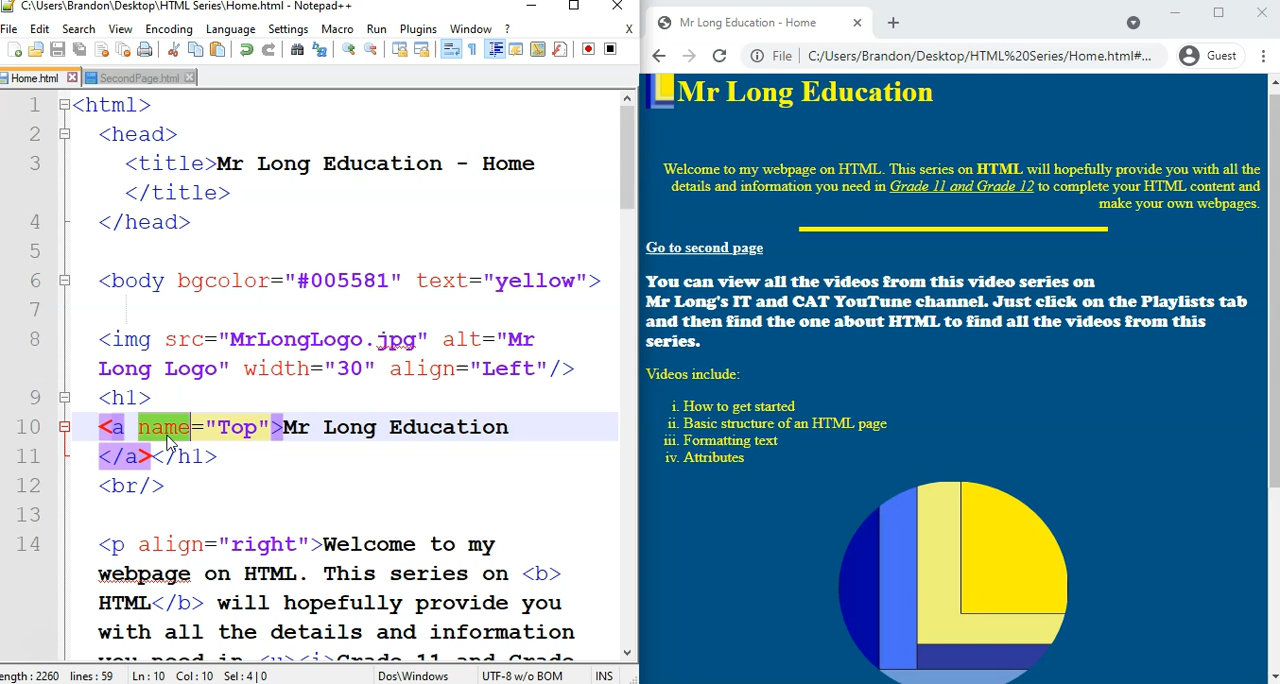 C:\Users\Brandon\Desktop\HTML Series\Home.html - Notepad++
File Edit Search View Encoding Language Settings Macro Run Plugins Window ? X
Home.html SecondPage.html
1 <html>
2 <head>
3 <title>Mr Long Education - Home
</title>
4 </head>
5
6 <body bgcolor="#005581" text="yellow">
7
8 <img src="MrLongLogo.jpg" alt="Mr
Long Logo" width="30" align="Left"/>
9 <h1>
10 <a name="Top">Mr Long Education
11 </a></h1>
12 <br/>
13
14 <p align="right">Welcome to my
webpage on HTML. This series on <b>
HTML</b> will hopefully provide you
with all the details and information
you need in <u><i>Grade 11 and Grade
ength: 2260 lines: 59 Ln: 10 Col: 10 Sel: 4 | 0 Dos\Windows UTF-8 w/o BOM INS
Mr Long Education - Home
File C:/Users/Brandon/Desktop/HTML%20Series/Home.html#... Guest
Mr Long Education
Welcome to my webpage on HTML. This series on HTML will hopefully provide you with all the
details and information you need in Grade 11 and Grade 12 to complete your HTML content and
make your own webpages.
Go to second page
You can view all the videos from this video series on
Mr Long's IT and CAT YouTune channel. Just click on the Playlists tab
and then find the one about HTML to find all the videos from this
series.
Videos include:
i. How to get started
ii. Basic structure of an HTML page
iii. Formatting text
iv. Attributes